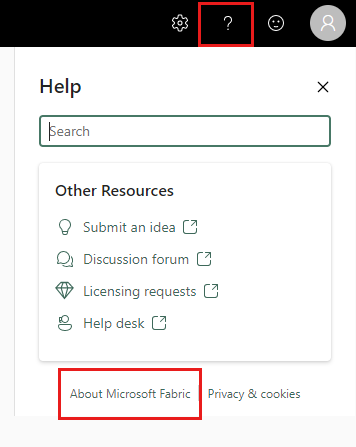 ?
Help
Search
Other Resources
Submit an idea
Discussion forum
Licensing requests
Help desk
About Microsoft Fabric | Privacy & cookies